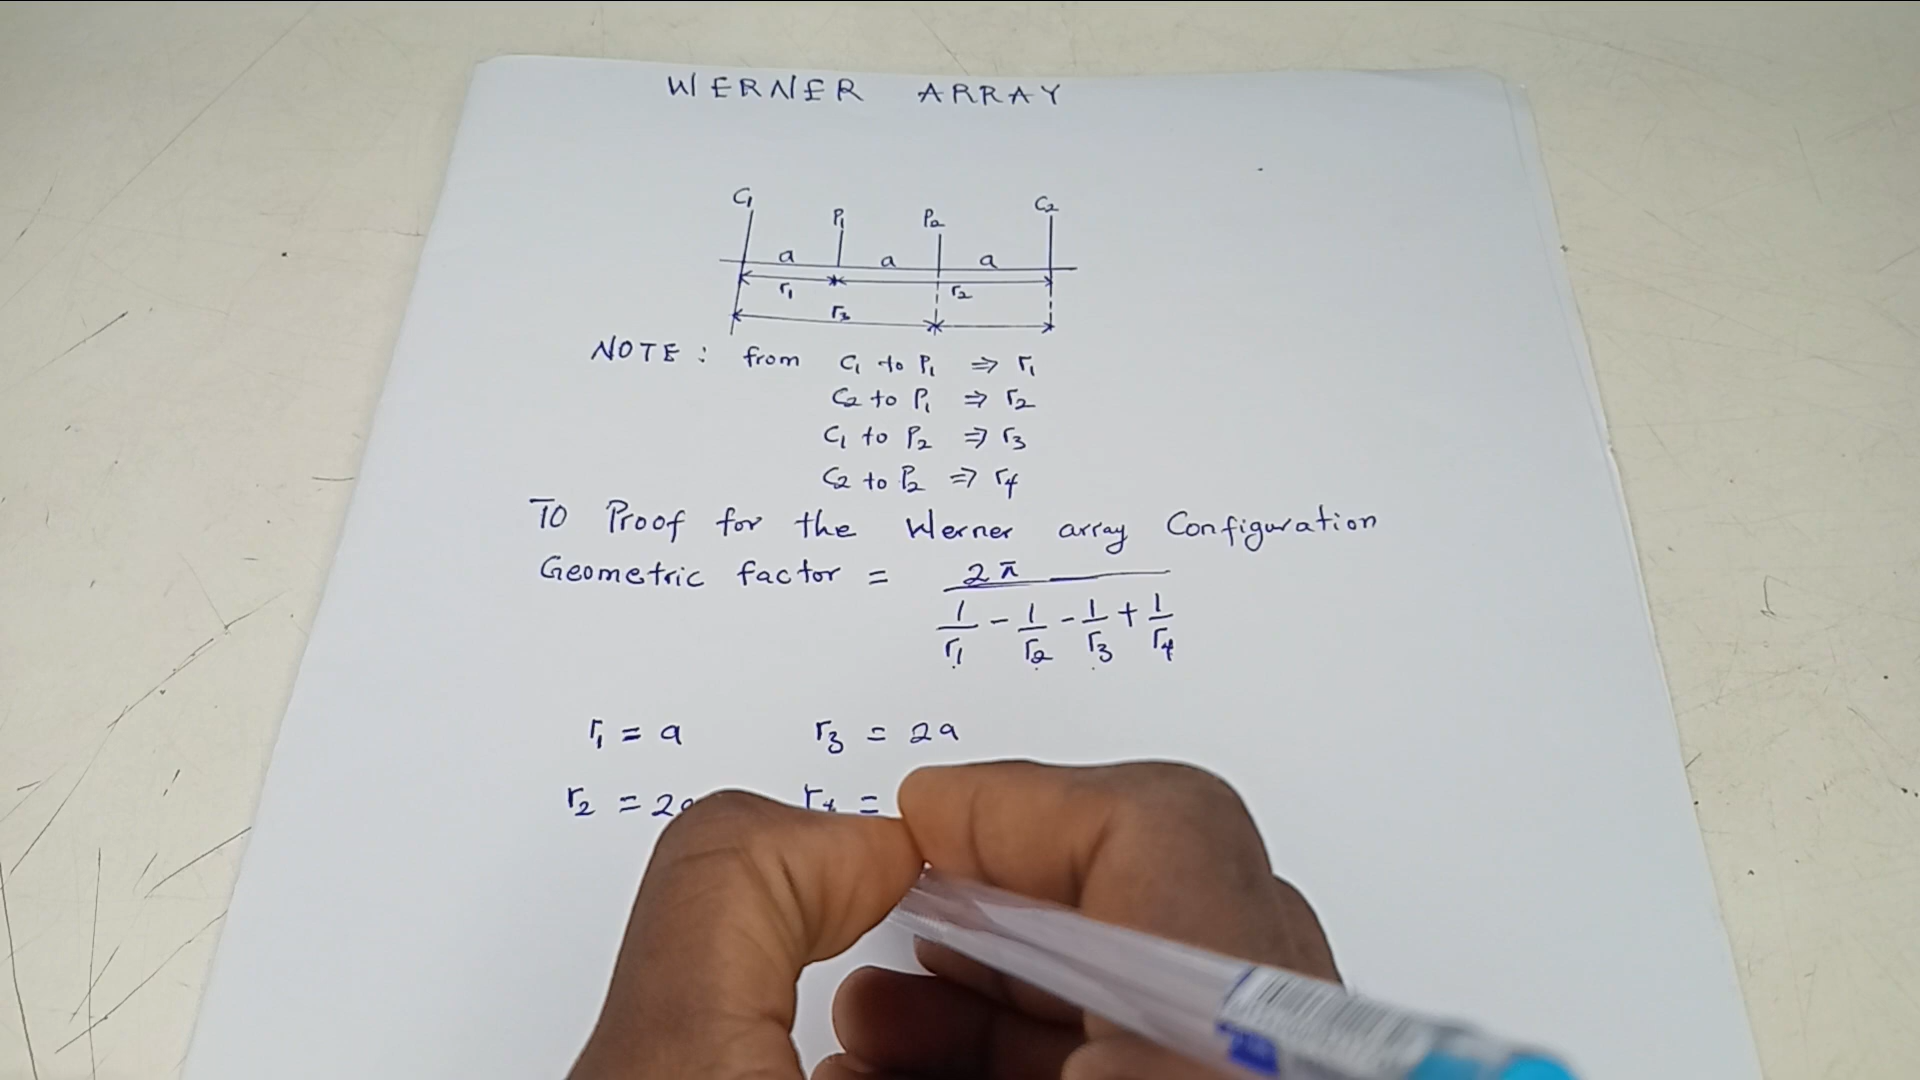 WERNER ARRAY
C1 P1 P2 C2
a a a
r1 r2
r3
NOTE : from C1 to P1 ⇒ r1
C2 to P1 ⇒ r2
C1 to P2 ⇒ r3
C2 to P2 ⇒ r4
To Proof for the Werner array Configuration
Geometric factor = 2π
1/r1 - 1/r2 - 1/r3 + 1/r4
r1 = a r3 = 2a
r2 = 2a r4 =